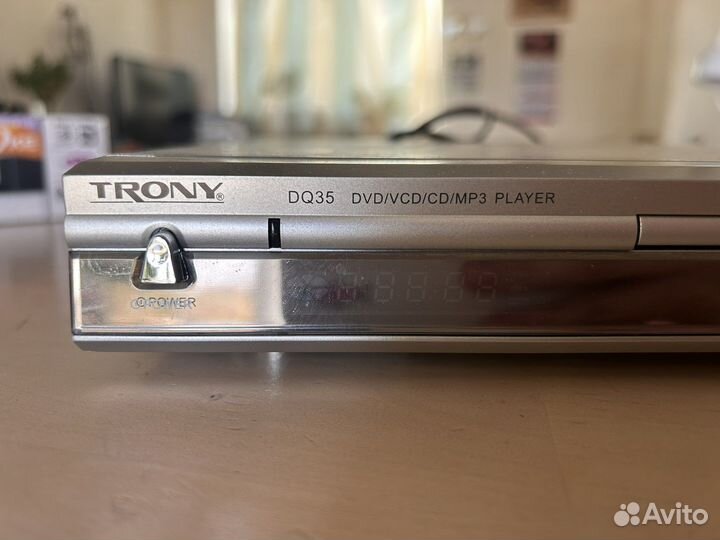 TRONY®
DQ35 DVD/VCD/CD/MP3 PLAYER
POWER
Avito